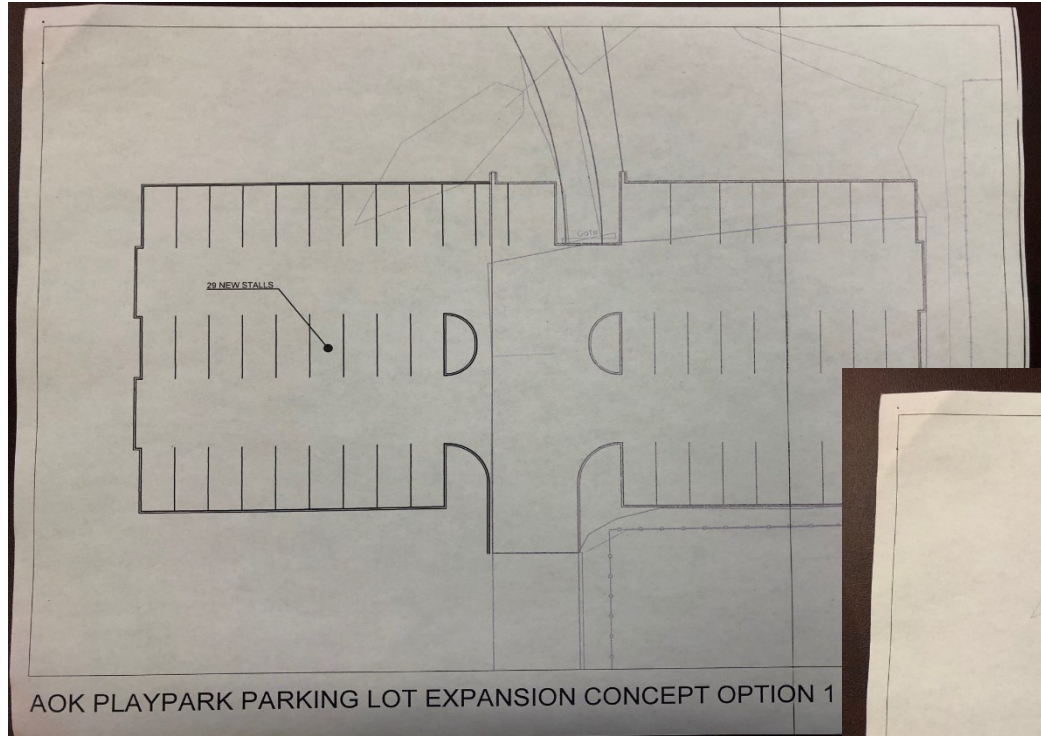 Gate
29 NEW STALLS
AOK PLAYPARK PARKING LOT EXPANSION CONCEPT OPTION 1